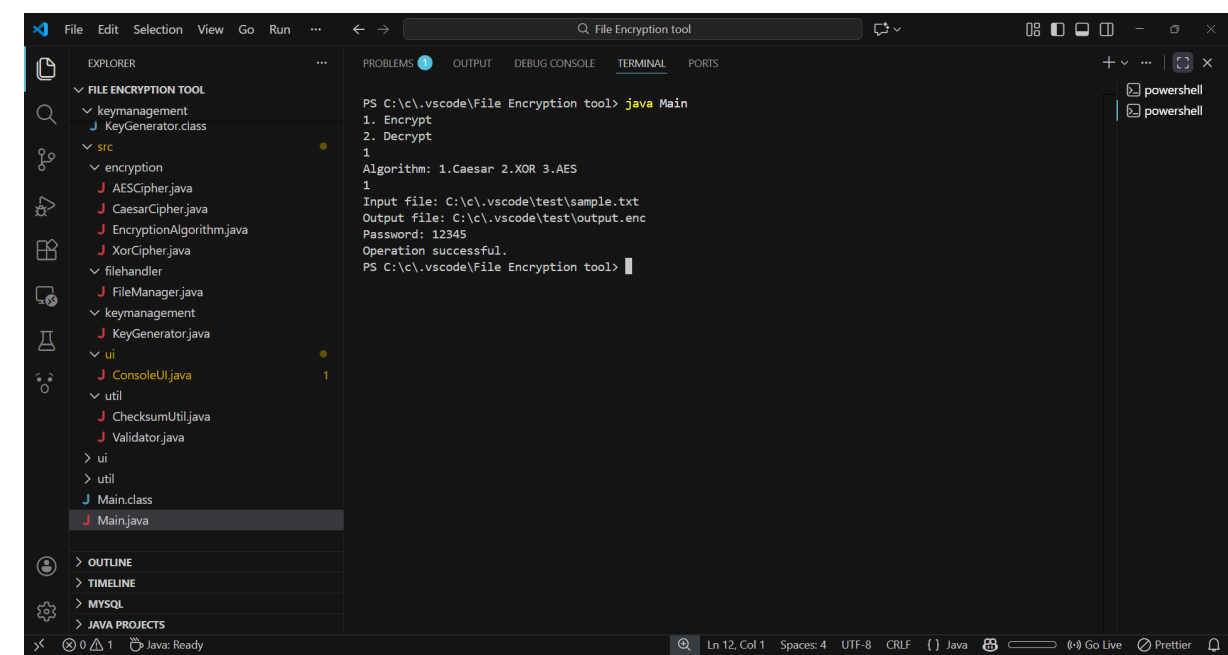 File Edit Selection View Go Run ···
File Encryption tool
EXPLORER ···
FILE ENCRYPTION TOOL
keymanagement
J KeyGenerator.class
src
encryption
J AESCipher.java
J CaesarCipher.java
J EncryptionAlgorithm.java
J XorCipher.java
filehandler
J FileManager.java
keymanagement
J KeyGenerator.java
ui
J ConsoleUI.java 1
util
J ChecksumUtil.java
J Validator.java
ui
util
J Main.class
J Main.java
OUTLINE
TIMELINE
MYSQL
JAVA PROJECTS
PROBLEMS 1 OUTPUT DEBUG CONSOLE TERMINAL PORTS
PS C:\c\.vscode\File Encryption tool> java Main
1. Encrypt
2. Decrypt
1
Algorithm: 1.Caesar 2.XOR 3.AES
1
Input file: C:\c\.vscode\test\sample.txt
Output file: C:\c\.vscode\test\output.enc
Password: 12345
Operation successful.
PS C:\c\.vscode\File Encryption tool>
powershell
powershell
0 1 Java: Ready
Ln 12, Col 1 Spaces: 4 UTF-8 CRLF { } Java Go Live Prettier